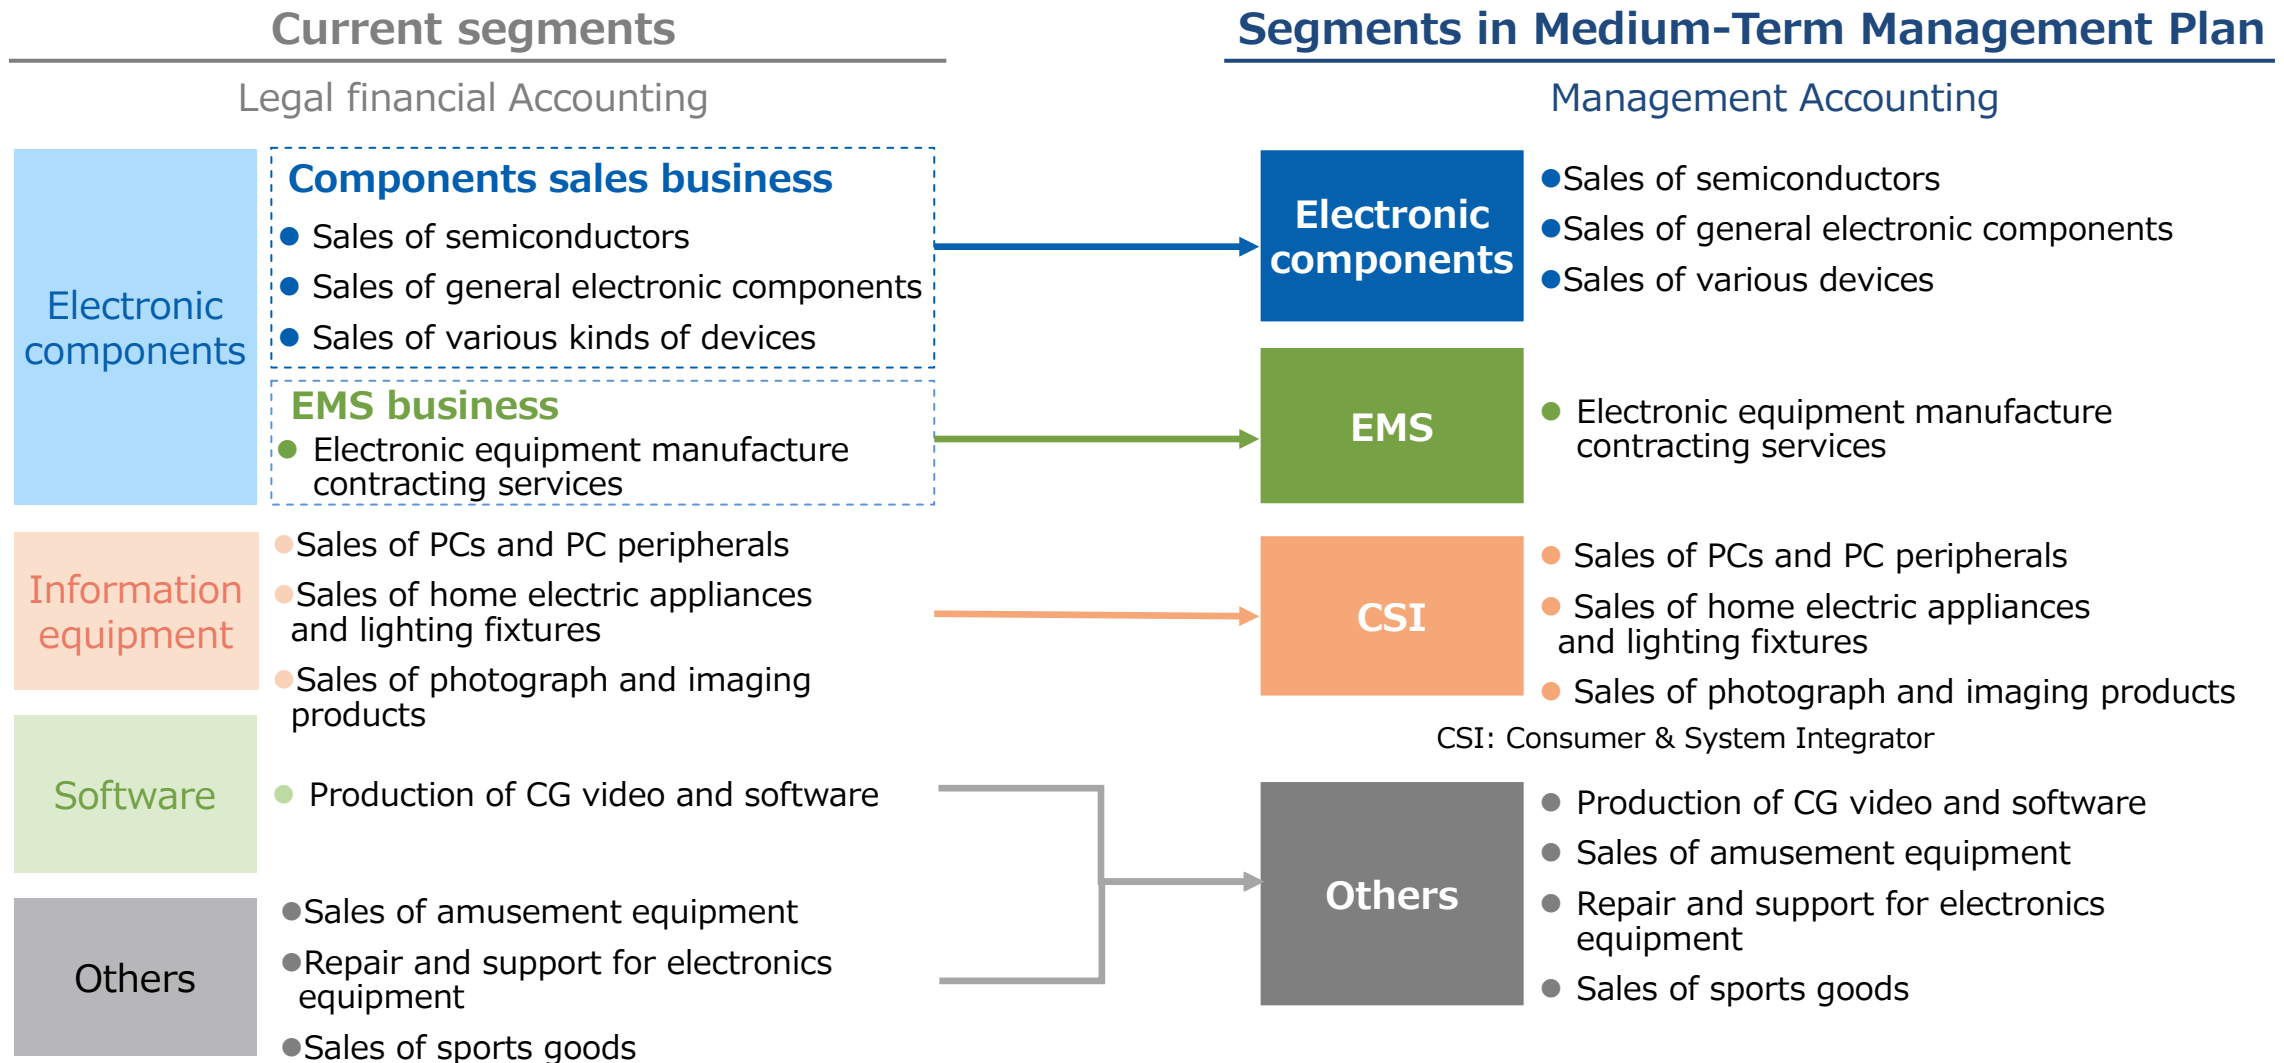 Current segments
Legal financial Accounting
Electronic
components
Components sales business
● Sales of semiconductors
● Sales of general electronic components
● Sales of various kinds of devices
EMS business
● Electronic equipment manufacture
contracting services
Information
equipment
●Sales of PCs and PC peripherals
●Sales of home electric appliances
and lighting fixtures
●Sales of photograph and imaging
products
Software
● Production of CG video and software
Others
●Sales of amusement equipment
●Repair and support for electronics
equipment
●Sales of sports goods
Segments in Medium-Term Management Plan
Management Accounting
Electronic
components
●Sales of semiconductors
●Sales of general electronic components
●Sales of various devices
EMS
● Electronic equipment manufacture
contracting services
CSI
● Sales of PCs and PC peripherals
● Sales of home electric appliances
and lighting fixtures
● Sales of photograph and imaging products
CSI: Consumer & System Integrator
Others
● Production of CG video and software
● Sales of amusement equipment
● Repair and support for electronics
equipment
● Sales of sports goods